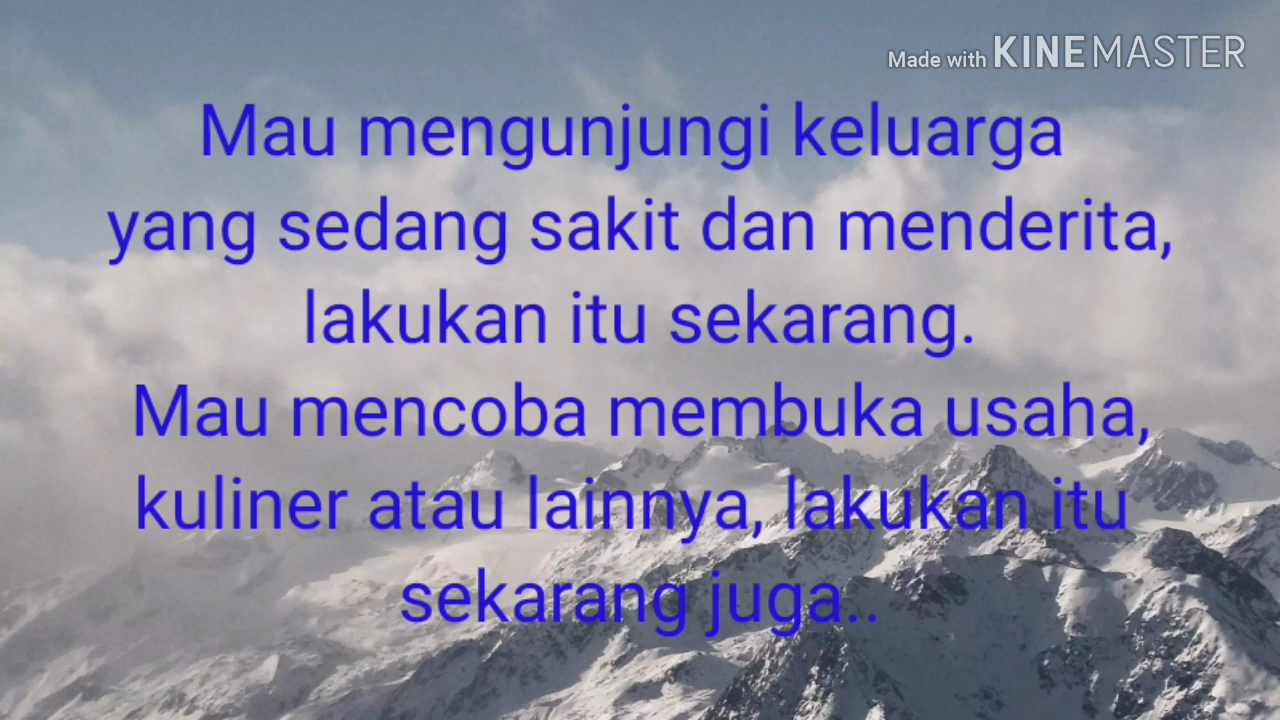 Made with KINEMASTER
Mau mengunjungi keluarga
yang sedang sakit dan menderita,
lakukan itu sekarang.
Mau mencoba membuka usaha,
kuliner atau lainnya, lakukan itu
sekarang juga..